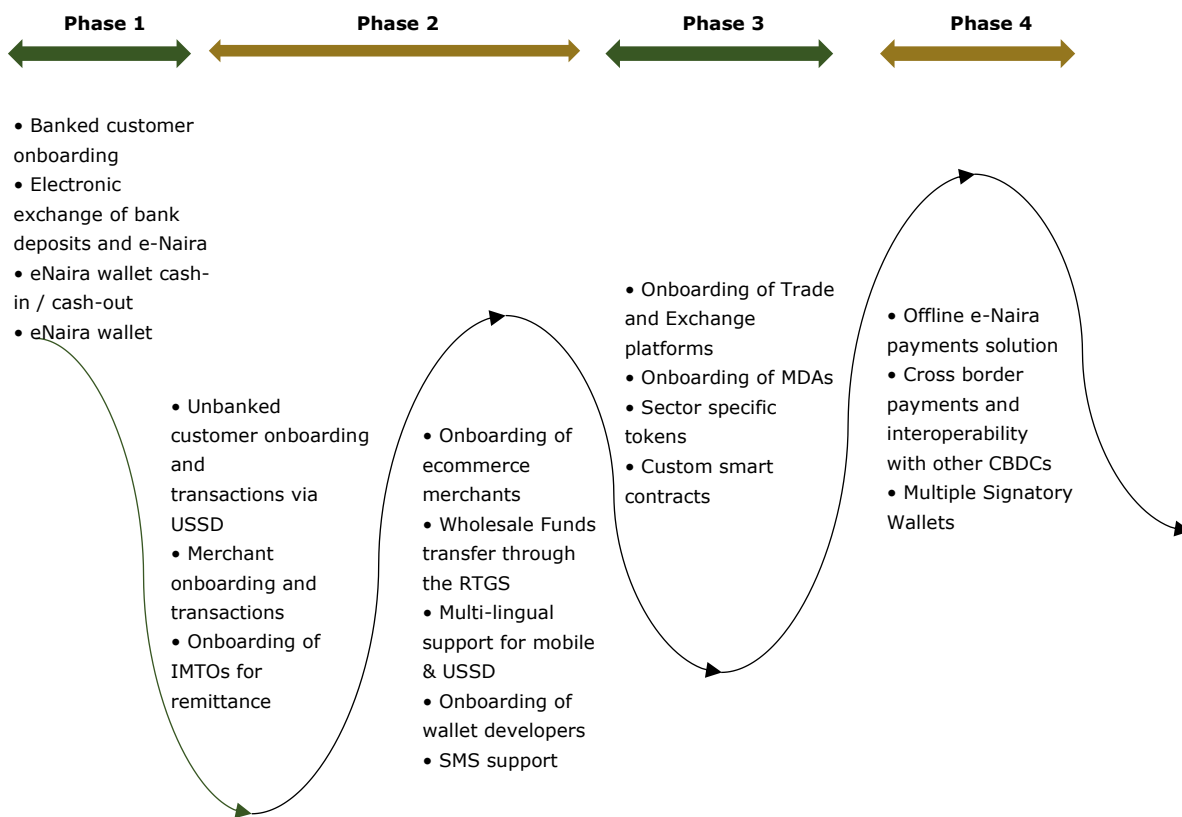 Phase 1
Phase 2
Phase 3
Phase 4
• Banked customer
onboarding
• Electronic
exchange of bank
deposits and e-Naira
• eNaira wallet cash-
in / cash-out
• eNaira wallet
• Unbanked
customer onboarding
and
transactions via
USSD
• Merchant
onboarding and
transactions
• Onboarding of
IMTOs for
remittance
• Onboarding of
ecommerce
merchants
• Wholesale Funds
transfer through
the RTGS
• Multi-lingual
support for mobile
& USSD
• Onboarding of
wallet developers
• SMS support
• Onboarding of Trade
and Exchange
platforms
• Onboarding of MDAs
• Sector specific
tokens
• Custom smart
contracts
• Offline e-Naira
payments solution
• Cross border
payments and
interoperability
with other CBDCs
• Multiple Signatory
Wallets